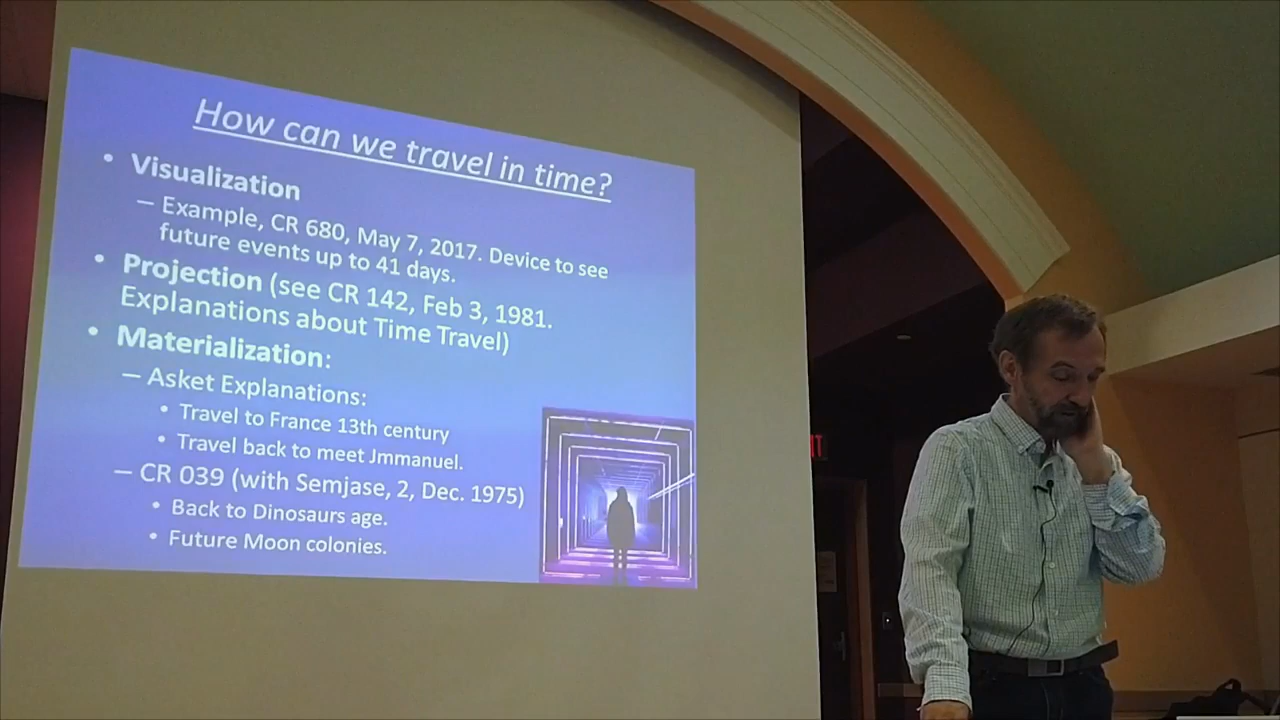 How can we travel in time?
• Visualization
– Example, CR 680, May 7, 2017. Device to see
future events up to 41 days.
• Projection (see CR 142, Feb 3, 1981.
Explanations about Time Travel)
• Materialization:
– Asket Explanations:
• Travel to France 13th century
• Travel back to meet Jmmanuel.
– CR 039 (with Semjase, 2, Dec. 1975)
• Back to Dinosaurs age.
• Future Moon colonies.